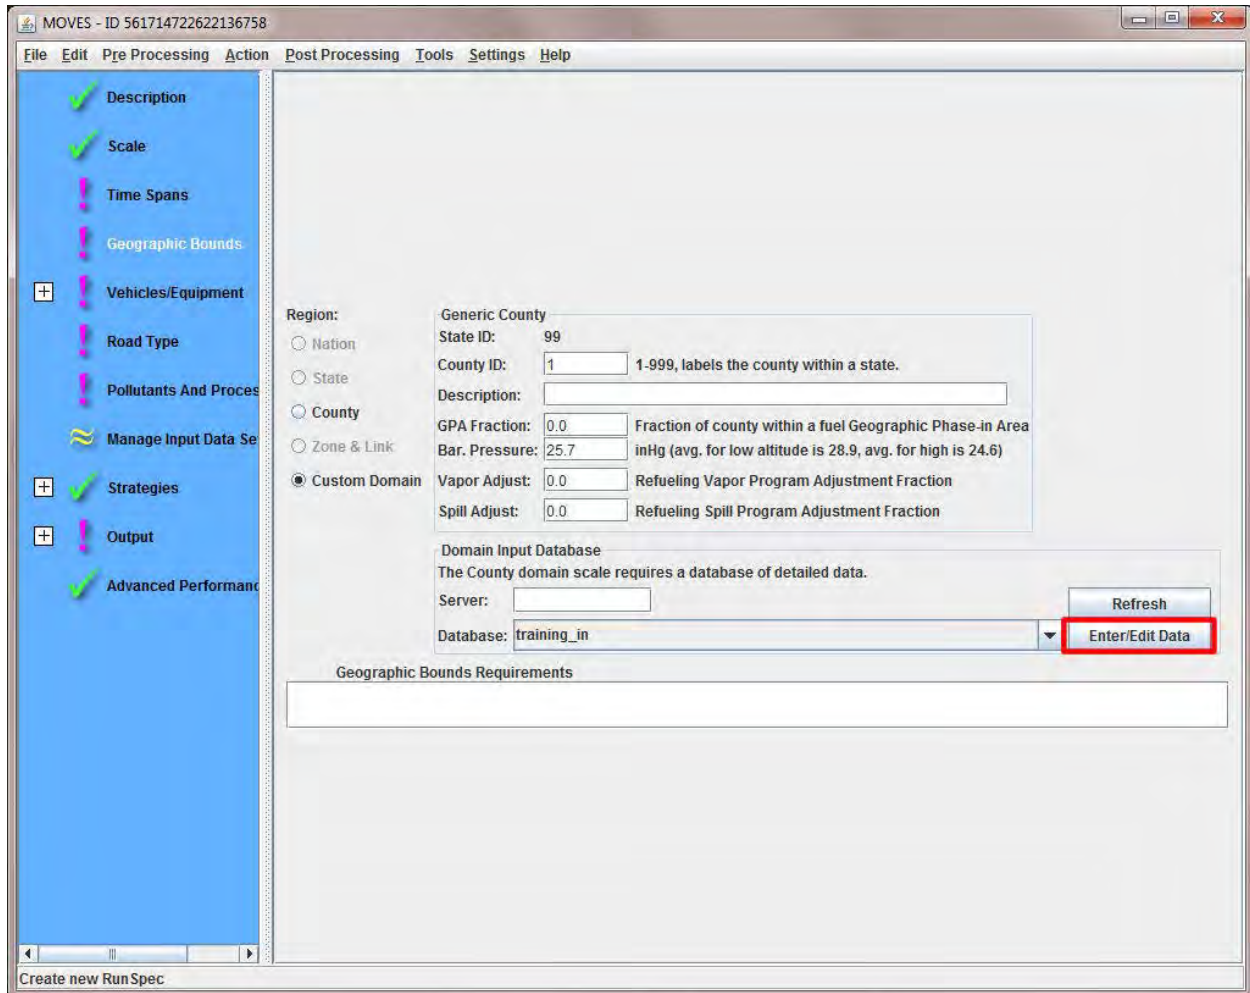 MOVES - ID 561714722622136758
File Edit Pre Processing Action Post Processing Tools Settings Help
Description
Scale
Time Spans
Geographic Bounds
Vehicles/Equipment
Road Type
Pollutants And Proces
Manage Input Data Se
Strategies
Output
Advanced Performanc
Region:
Nation
State
County
Zone & Link
Custom Domain
Generic County
State ID: 99
County ID: 1 1-999, labels the county within a state.
Description:
GPA Fraction: 0.0 Fraction of county within a fuel Geographic Phase-in Area
Bar. Pressure: 25.7 inHg (avg. for low altitude is 28.9, avg. for high is 24.6)
Vapor Adjust: 0.0 Refueling Vapor Program Adjustment Fraction
Spill Adjust: 0.0 Refueling Spill Program Adjustment Fraction
Domain Input Database
The County domain scale requires a database of detailed data.
Server:
Refresh
Database: training_in
Enter/Edit Data
Geographic Bounds Requirements
Create new RunSpec